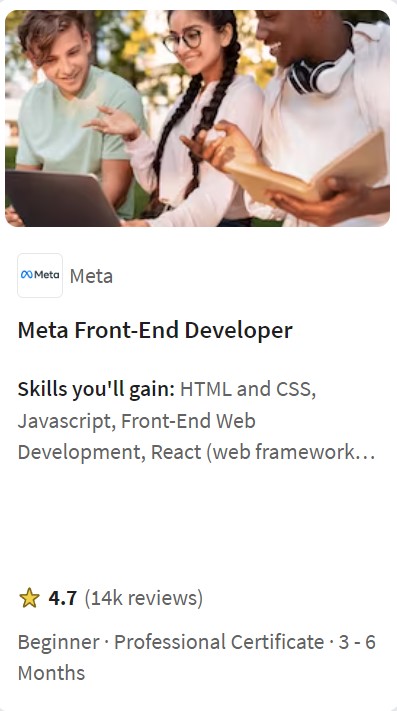 Meta
Meta
Meta Front-End Developer
Skills you'll gain: HTML and CSS,
Javascript, Front-End Web
Development, React (web framework…
4.7 (14k reviews)
Beginner · Professional Certificate · 3 - 6
Months